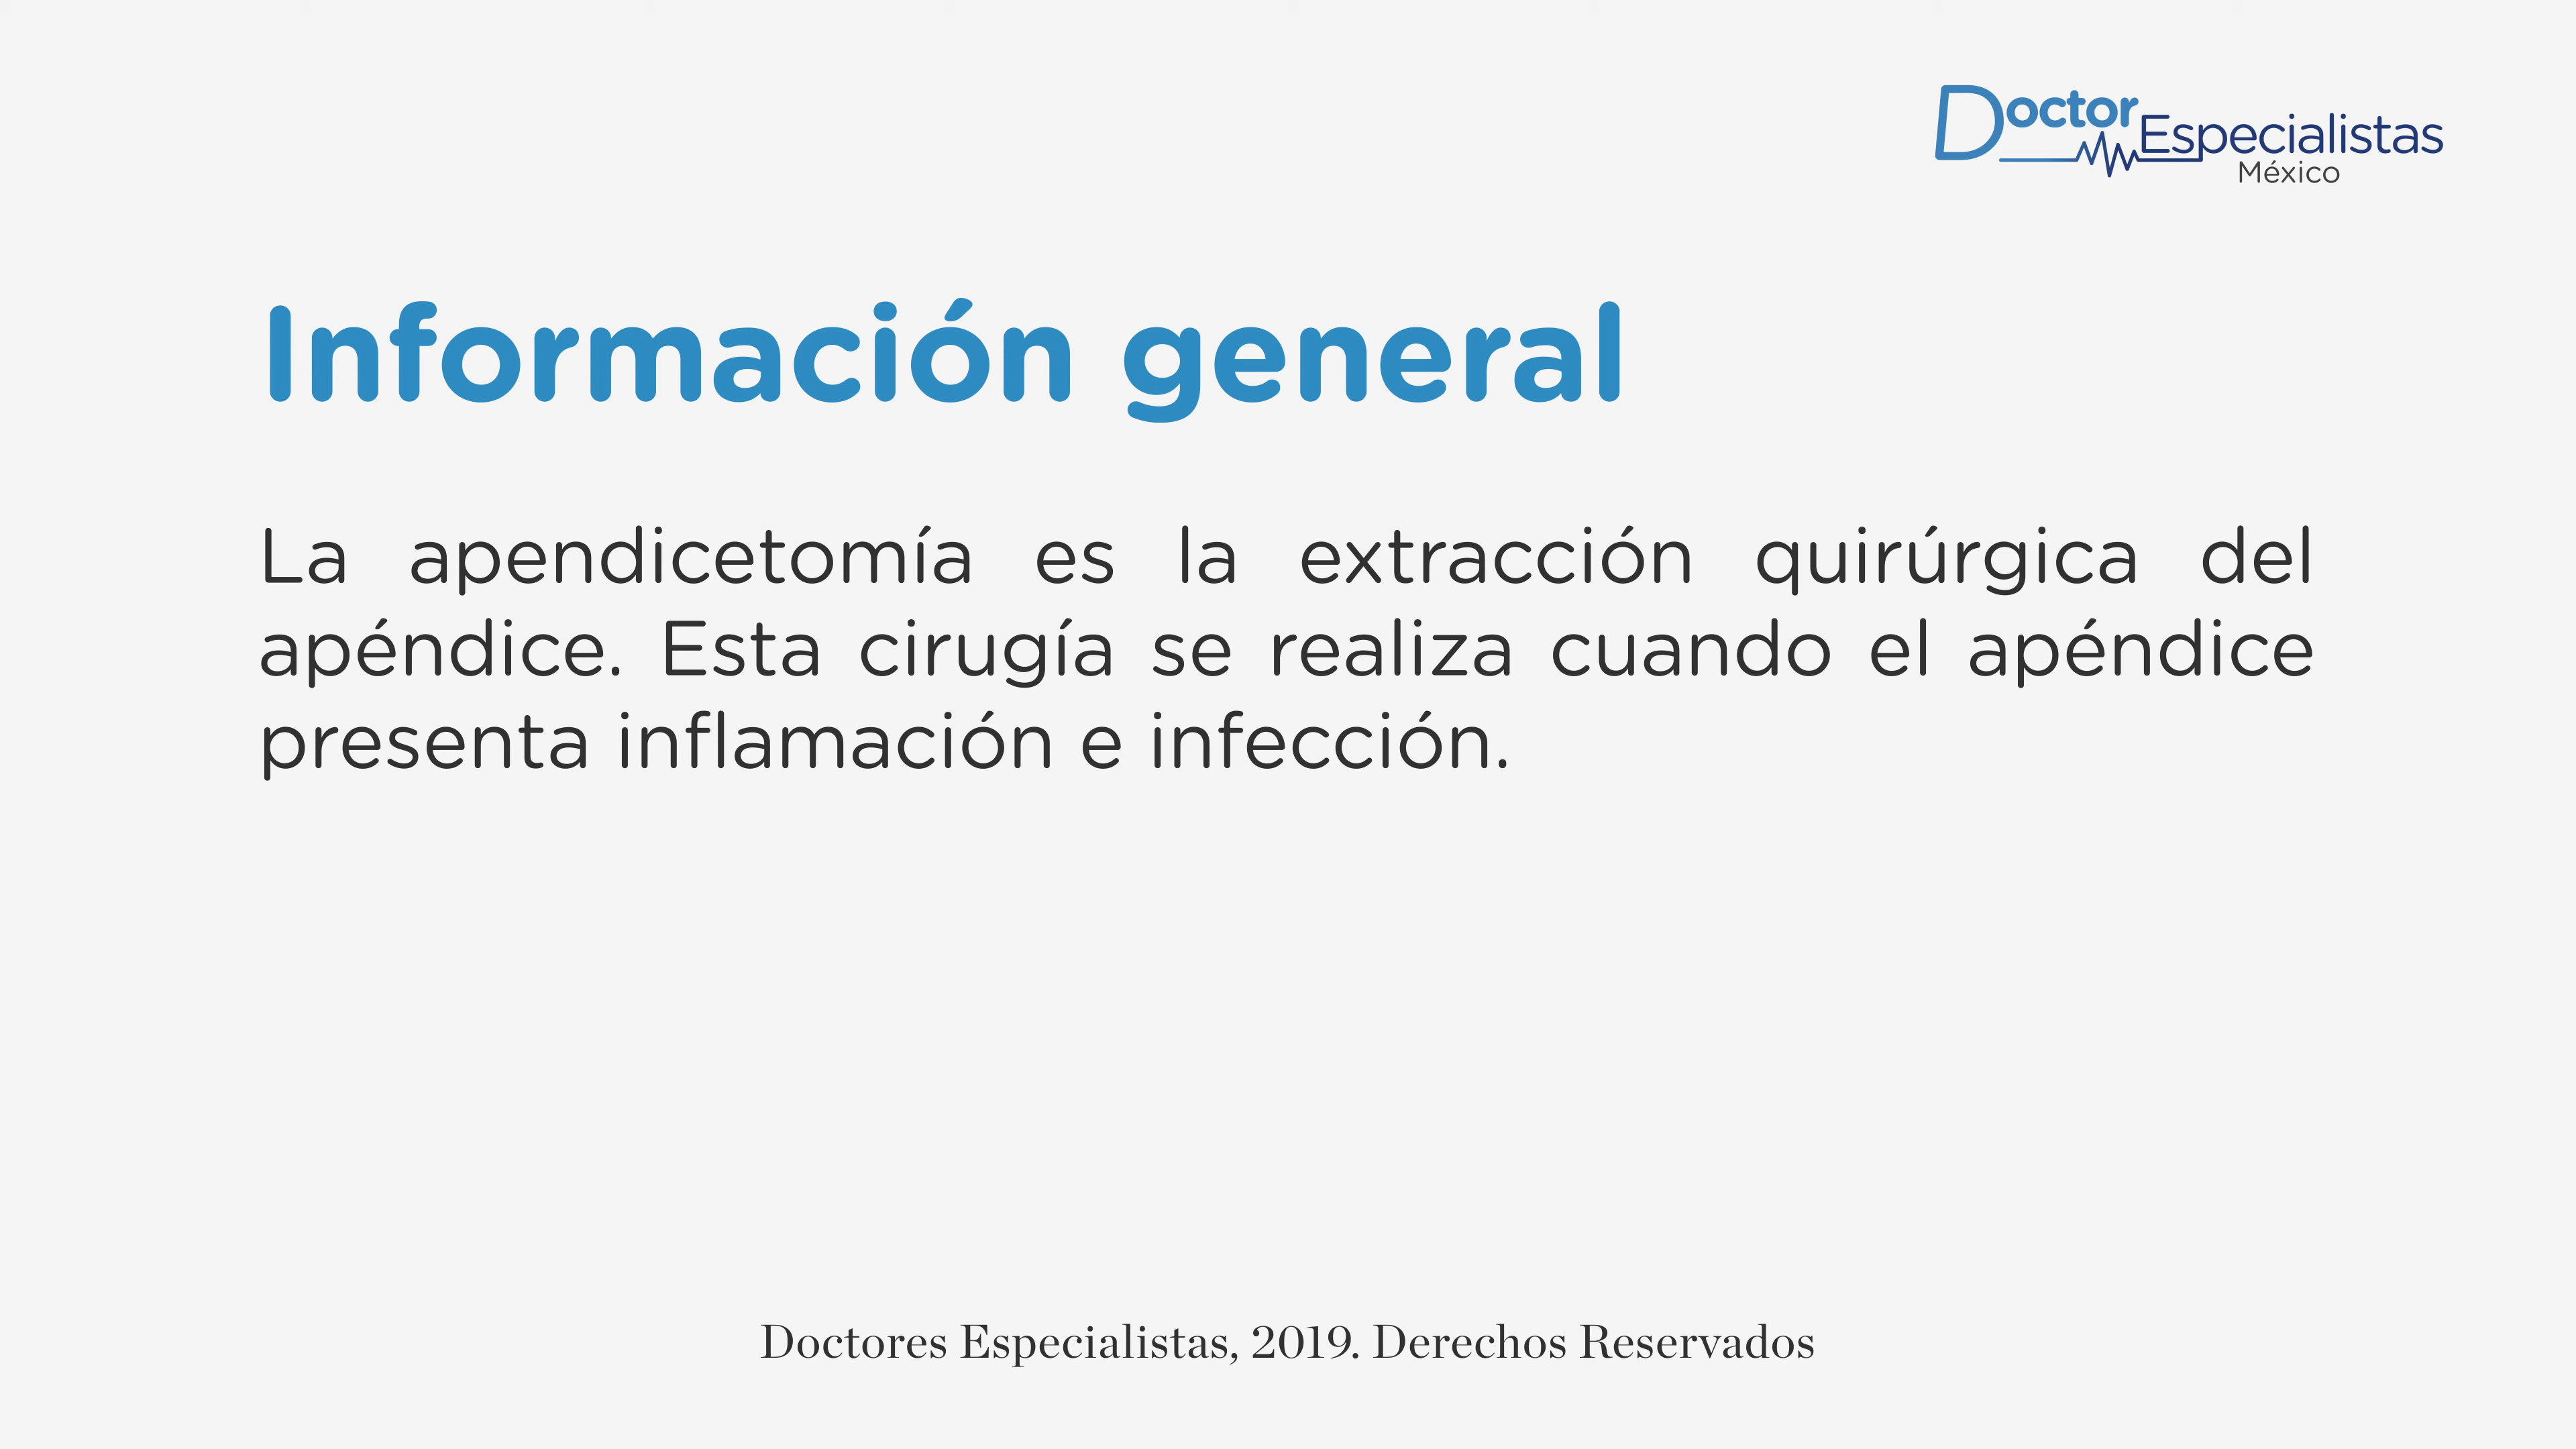 Doctor Especialistas
México
Información general
La apendicetomía es la extracción quirúrgica del
apéndice. Esta cirugía se realiza cuando el apéndice
presenta inflamación e infección.
Doctores Especialistas, 2019. Derechos Reservados